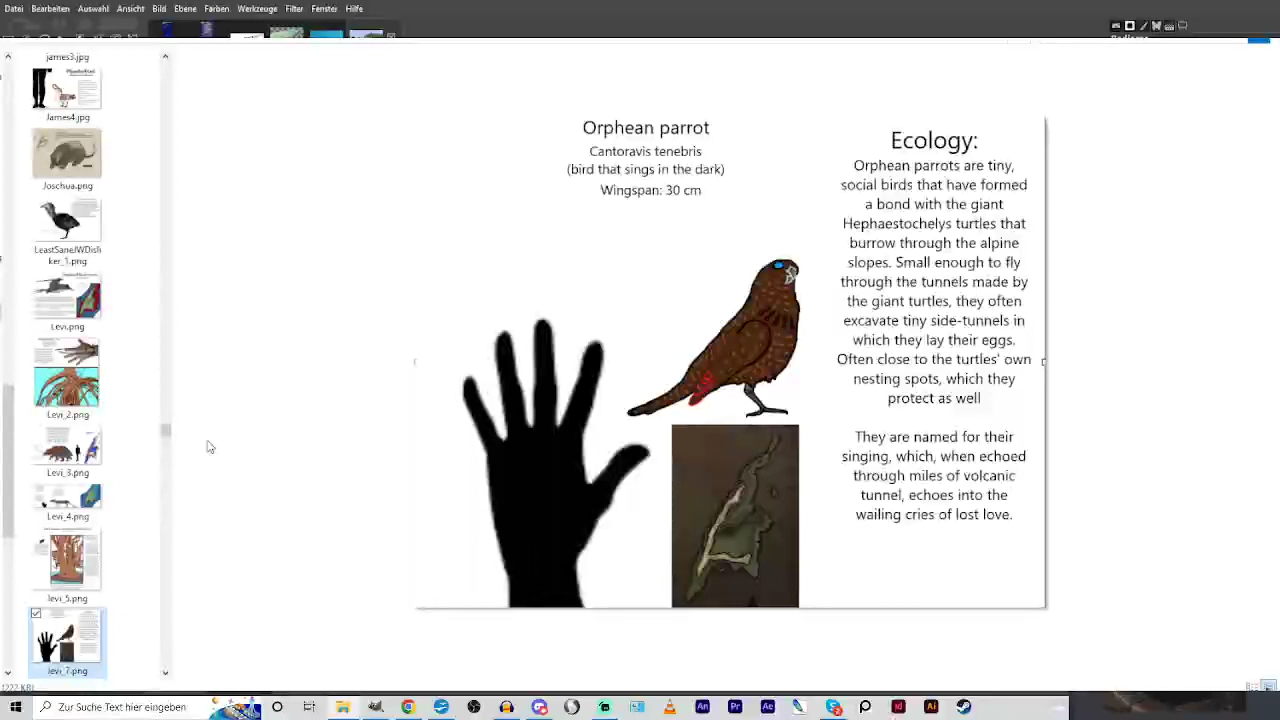 Datei Bearbeiten Auswahl Ansicht Bild Ebene Farben Werkzeuge Filter Fenster Hilfe
james3.jpg
James4.jpg
Joschua.png
LeastSaneJWDisli
ker_1.png
Levi.png
Levi_2.png
Levi_3.png
Levi_4.png
levi_5.png
levi_7.png
Orphean parrot
Cantoravis tenebris
(bird that sings in the dark)
Wingspan: 30 cm
Ecology:
Orphean parrots are tiny,
social birds that have formed
a bond with the giant
Hephaestochelys turtles that
burrow through the alpine
slopes. Small enough to fly
through the tunnels made by
the giant turtles, they often
excavate tiny side-tunnels in
which they lay their eggs.
Often close to the turtles' own
nesting spots, which they
protect as well
They are named for their
singing, which, when echoed
through miles of volcanic
tunnel, echoes into the
wailing cries of lost love.
Zur Suche Text hier eingeben
An Pr Ae Id Ai